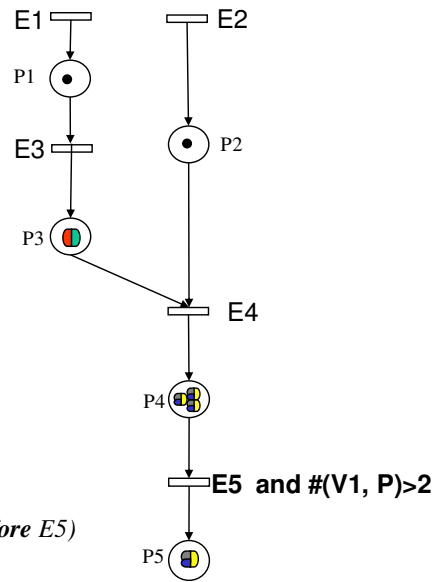 E1 E2
P1
P2
E3
P3
E4
P4
E5 and #(V1, P)>2
ore E5)
P5